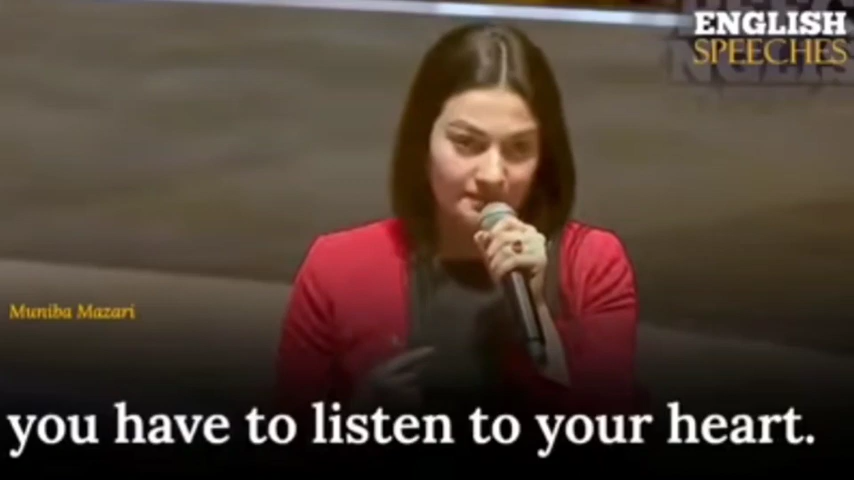 ENGLISH
SPEECHES
Muniba Mazari
you have to listen to your heart.